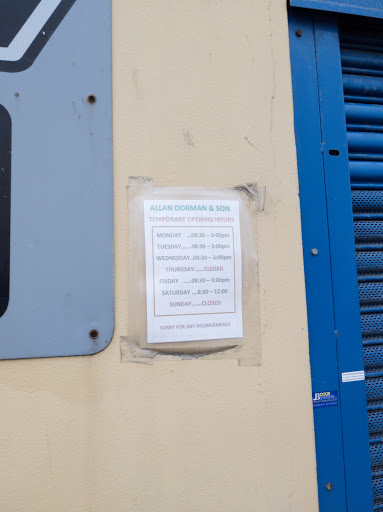 ALLAN DORMAN & SON
TEMPORARY OPENING HOURS
MONDAY ...08:30 – 3:00pm
TUESDAY......08:30 – 3:00pm
WEDNESDAY..08:30 – 3:00pm
THURSDAY.......CLOSED
FRIDAY ......08:30 – 3:00pm
SATURDAY ...8:30 – 12:00
SUNDAY.......CLOSED
SORRY FOR ANY INCONVENIENCE